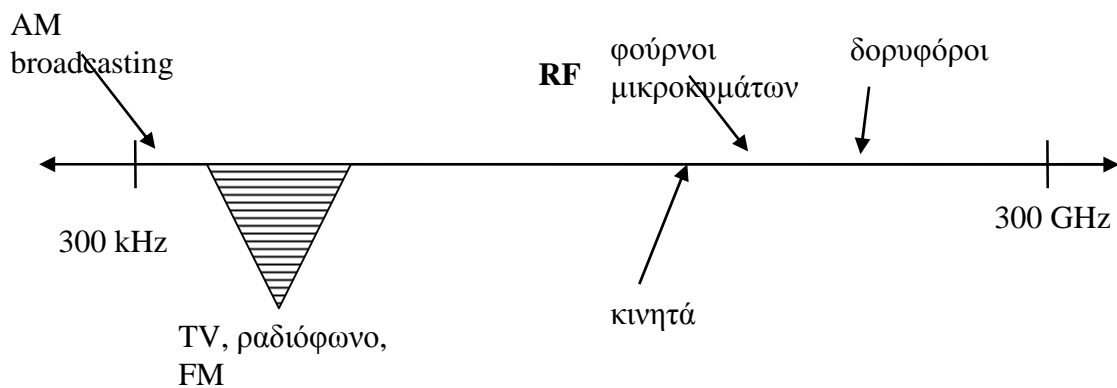 AM
broadcasting
RF
φούρνοι
μικροκυμάτων
δορυφόροι
300 kHz
300 GHz
κινητά
TV, ραδιόφωνο,
FM